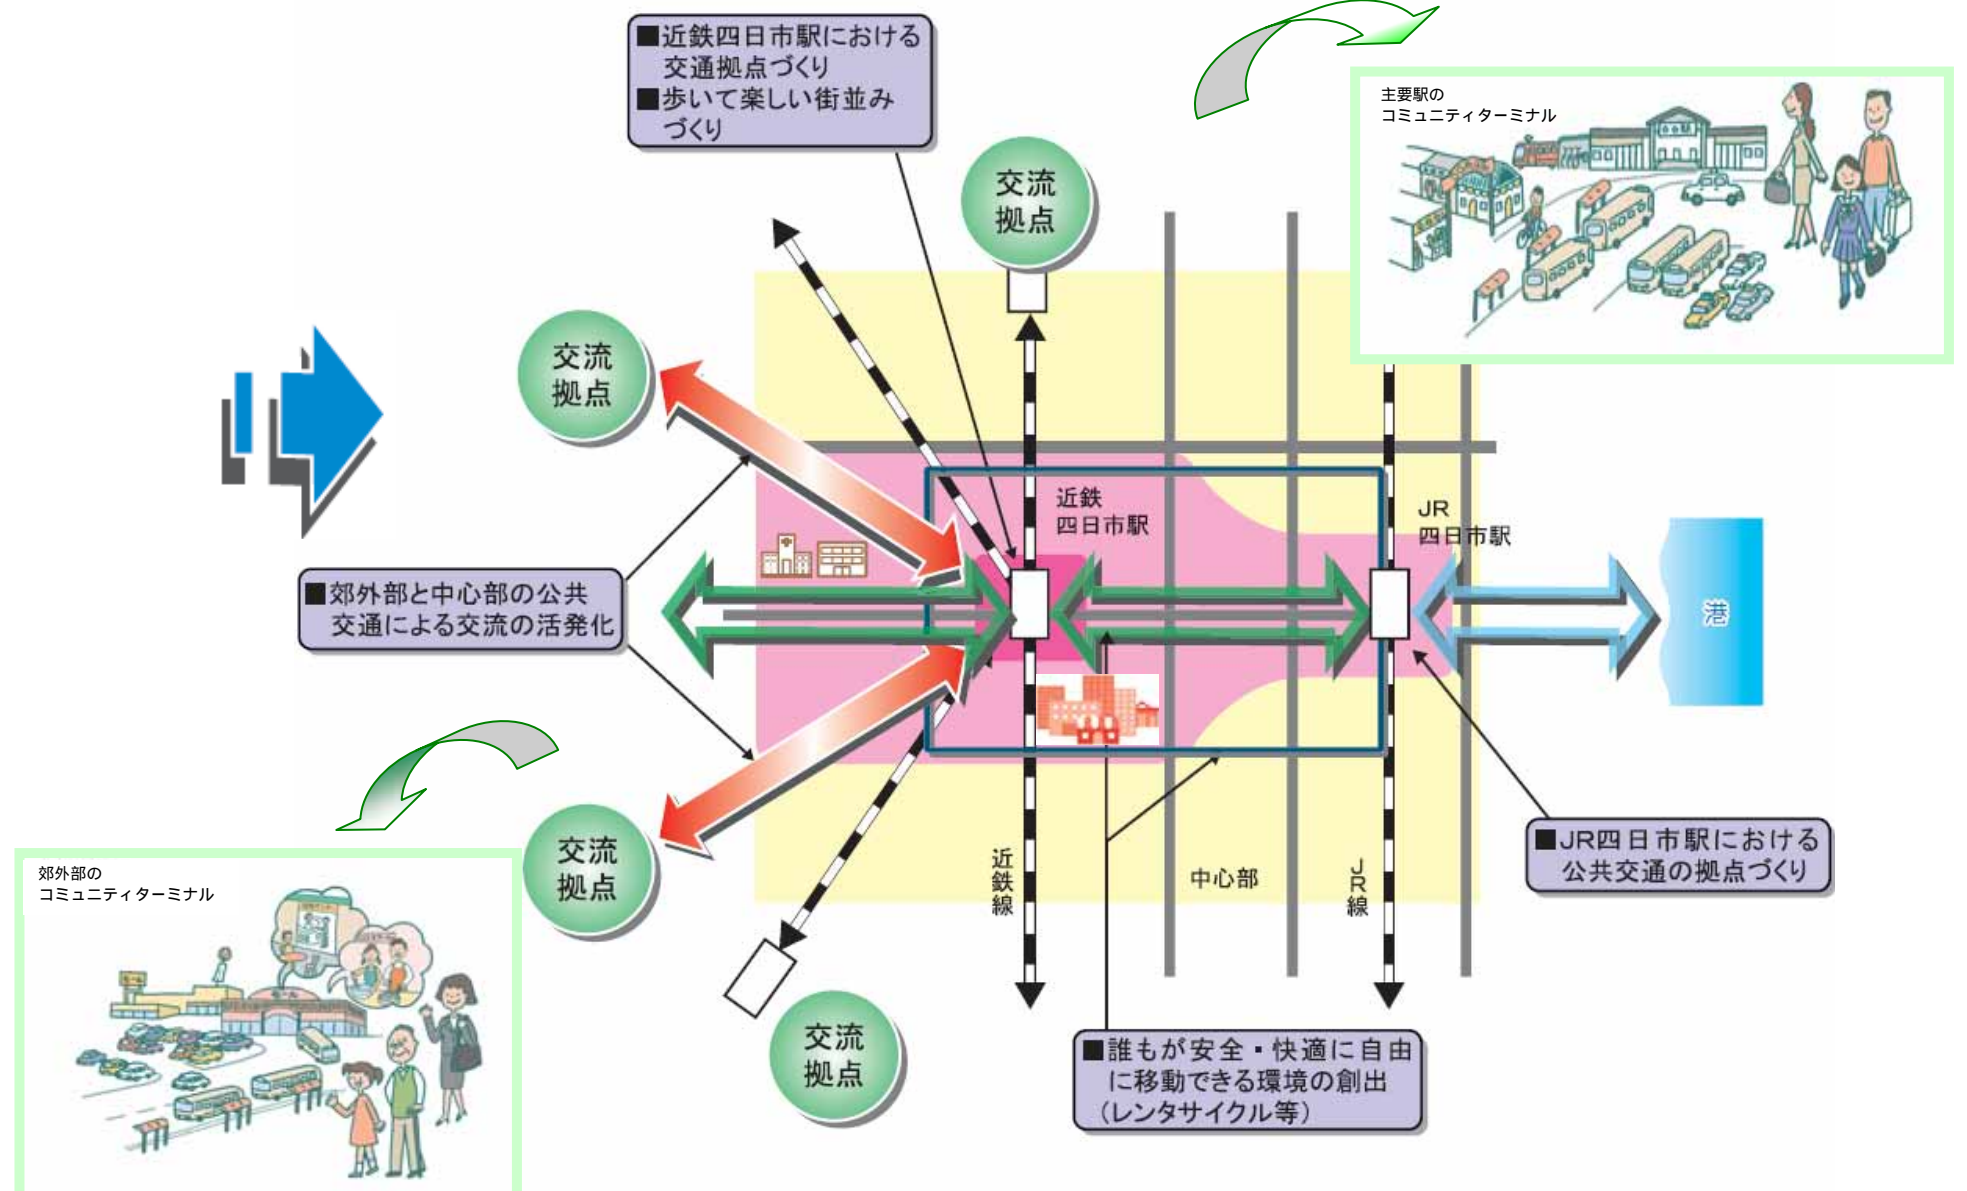 ■近鉄四日市駅における
交通拠点づくり
■歩いて楽しい街並み
づくり
主要駅の
コミュニティターミナル
交流
拠点
交流
拠点
近鉄
四日市駅
JR
四日市駅
■郊外部と中心部の公共
交通による交流の活発化
港
郊外部の
コミュニティターミナル
交流
拠点
近鉄線
中心部
JR線
■JR四日市駅における
公共交通の拠点づくり
交流
拠点
■誰もが安全・快適に自由
に移動できる環境の創出
（レンタサイクル等）